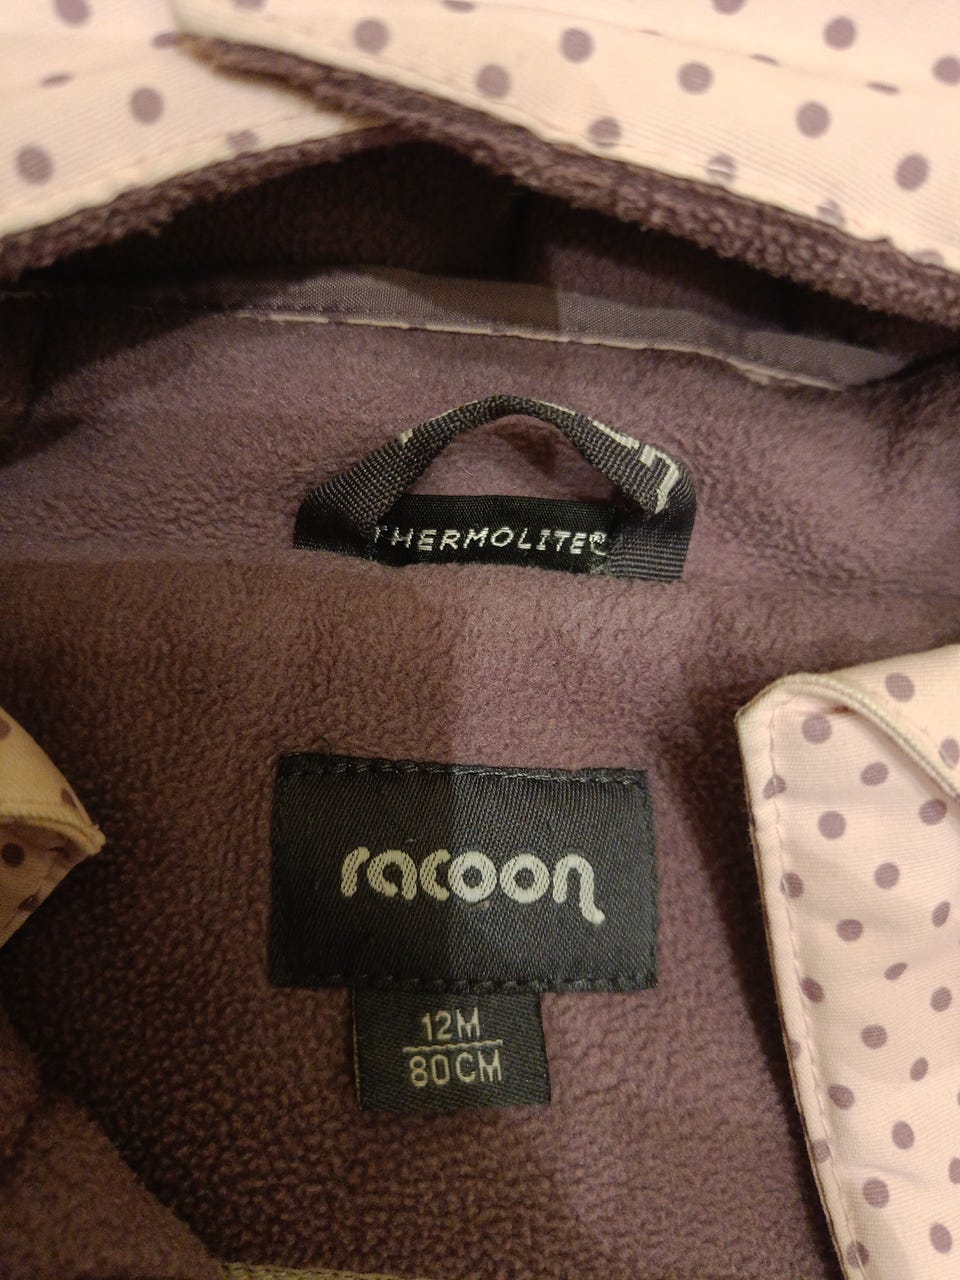 THERMOLITE®
racoon
12M
80CM